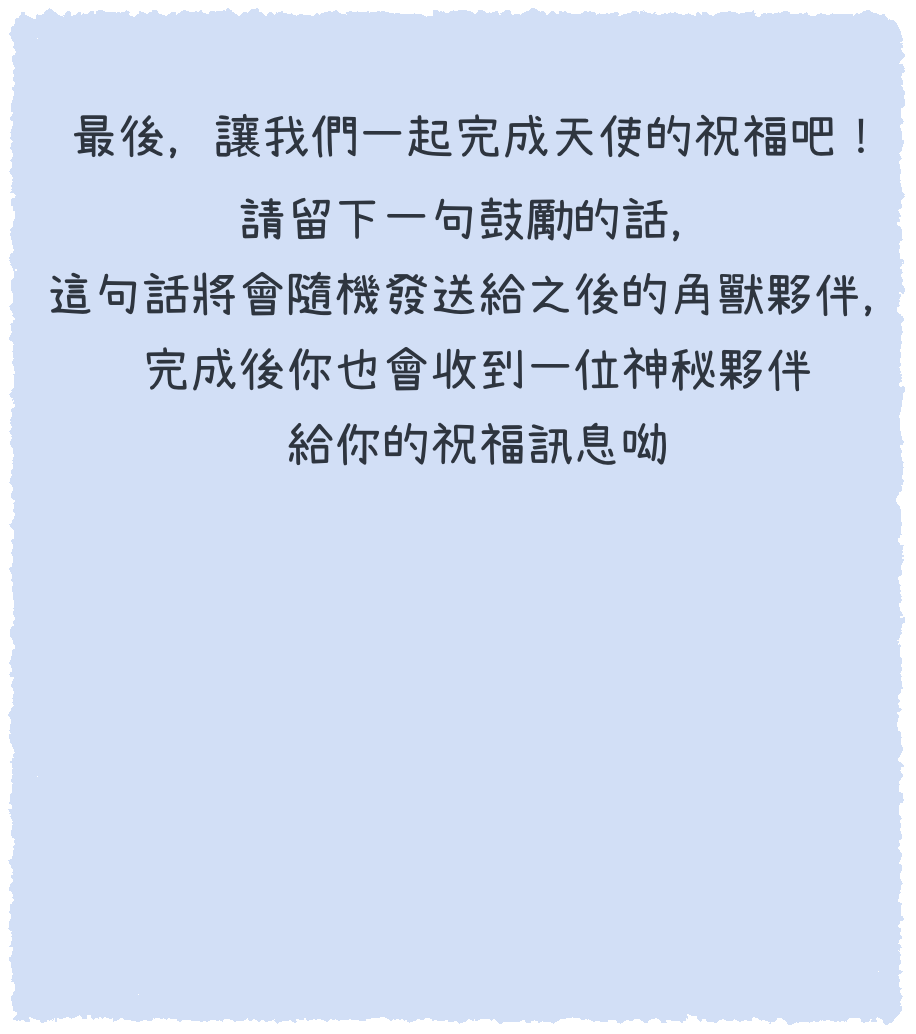 最後，讓我們一起完成天使的祝福吧！
請留下一句鼓勵的話，
這句話將會隨機發送給之後的角獸夥伴，
完成後你也會收到一位神秘夥伴
給你的祝福訊息呦